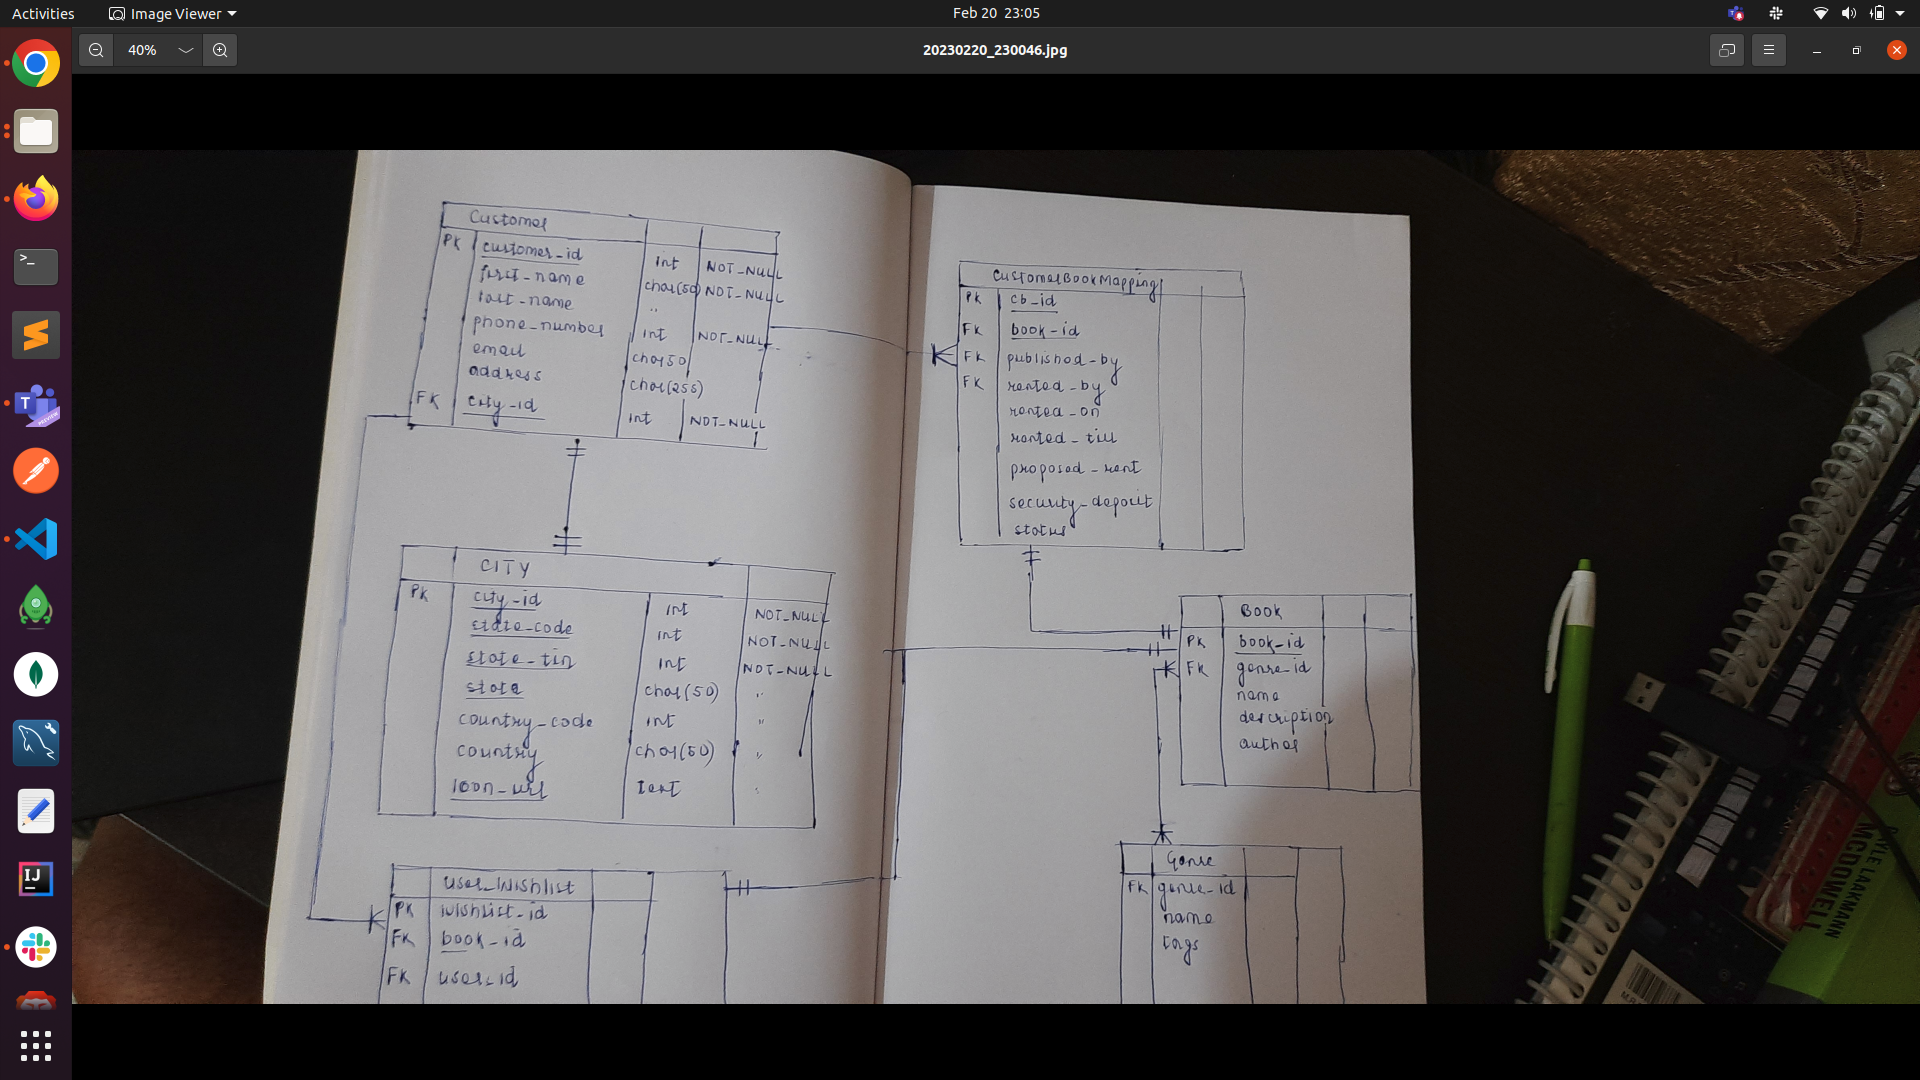 Activities
Image Viewer
Feb 20 23:05
40%
20230220_230046.jpg
Customer
PK customer_id int NOT_NULL
first_name char(50) NOT_NULL
last_name "
phone_number int NOT_NULL
email char50
address char(255)
FK city_id int NOT_NULL
CITY
PK city_id int NOT_NULL
state_code int NOT_NULL
state_tin int NOT_NULL
state char(50) "
country_code int "
country char(50) "
icon_url text "
user_wishlist
PK wishlist_id
FK book_id
FK user_id
CustomerBookMapping
PK cb_id
FK book_id
FK published_by
FK rented_by
rented_on
rented_till
proposed_rent
security_deposit
status
Book
PK book_id
FK genre_id
name
description
author
Genre
FK genre_id
name
tags
GAYLE LAAKMANN
MCDOWELL